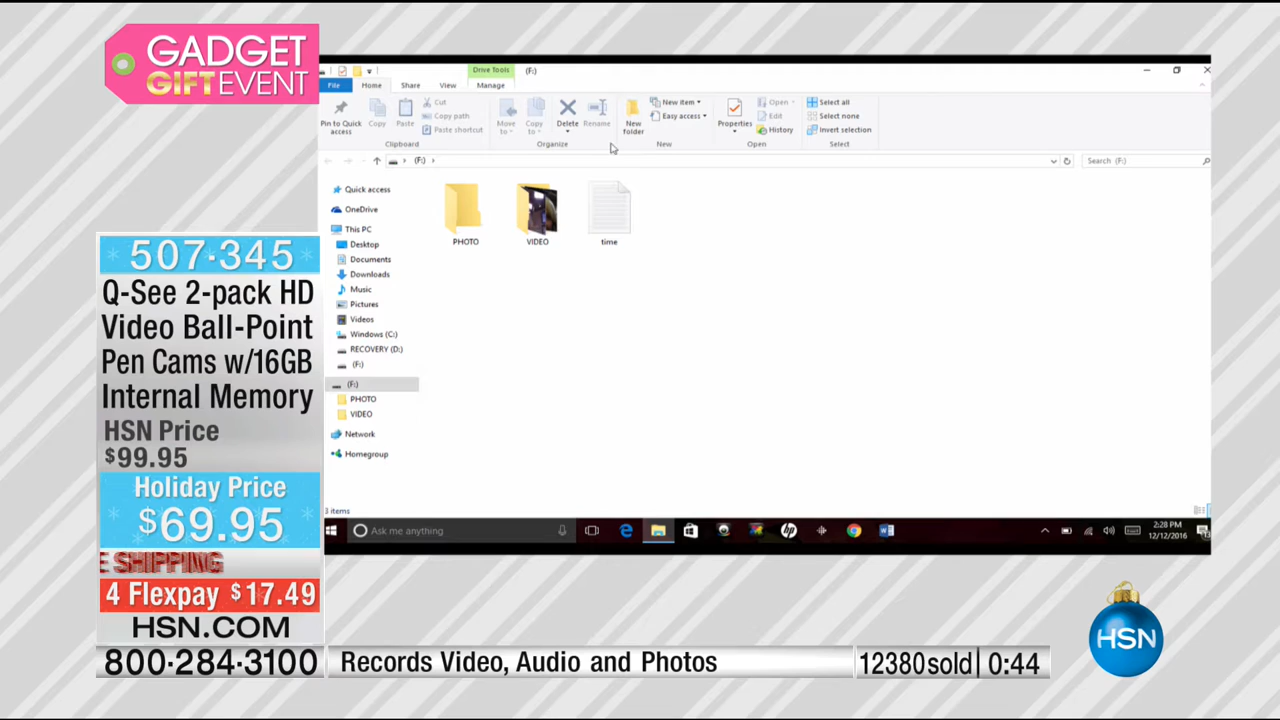 GADGET
GIFT EVENT
507·345
Q-See 2-pack HD
Video Ball-Point
Pen Cams w/16GB
Internal Memory
HSN Price
$99.95
Holiday Price
$69.95
E SHIPPING
4 Flexpay $17.49
HSN.COM
800·284·3100
Drive Tools
(F:)
File
Home
Share
View
Manage
Pin to Quick access
Copy
Paste
Cut
Copy path
Paste shortcut
Clipboard
Move to
Copy to
Delete
Rename
Organize
New folder
New item
Easy access
New
Properties
Open
Edit
History
Open
Select all
Select none
Invert selection
Select
(F:)
Search (F:)
Quick access
OneDrive
This PC
Desktop
Documents
Downloads
Music
Pictures
Videos
Windows (C:)
RECOVERY (D:)
(F:)
(F:)
PHOTO
VIDEO
Network
Homegroup
PHOTO
VIDEO
time
3 items
Ask me anything
hp
2:28 PM
12/12/2016
HSN
Records Video, Audio and Photos
12380 sold
0:44